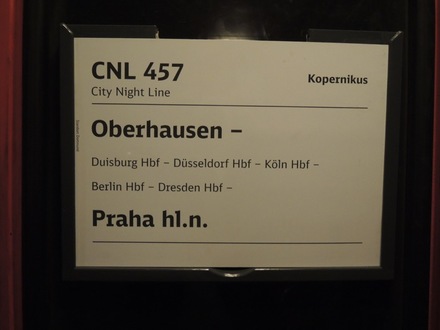 CNL 457
Kopernikus
City Night Line
Oberhausen –
Duisburg Hbf – Düsseldorf Hbf – Köln Hbf –
Berlin Hbf – Dresden Hbf –
Praha hl.n.